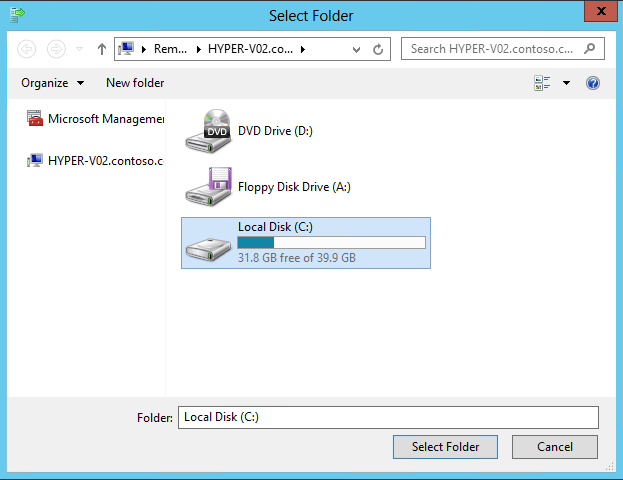 Select Folder
Rem... HYPER-V02.co...
Search HYPER-V02.contoso.c...
Organize New folder
Microsoft Managemer
HYPER-V02.contoso.c
DVD
DVD Drive (D:)
Floppy Disk Drive (A:)
Local Disk (C:)
31.8 GB free of 39.9 GB
Folder: Local Disk (C:)
Select Folder Cancel